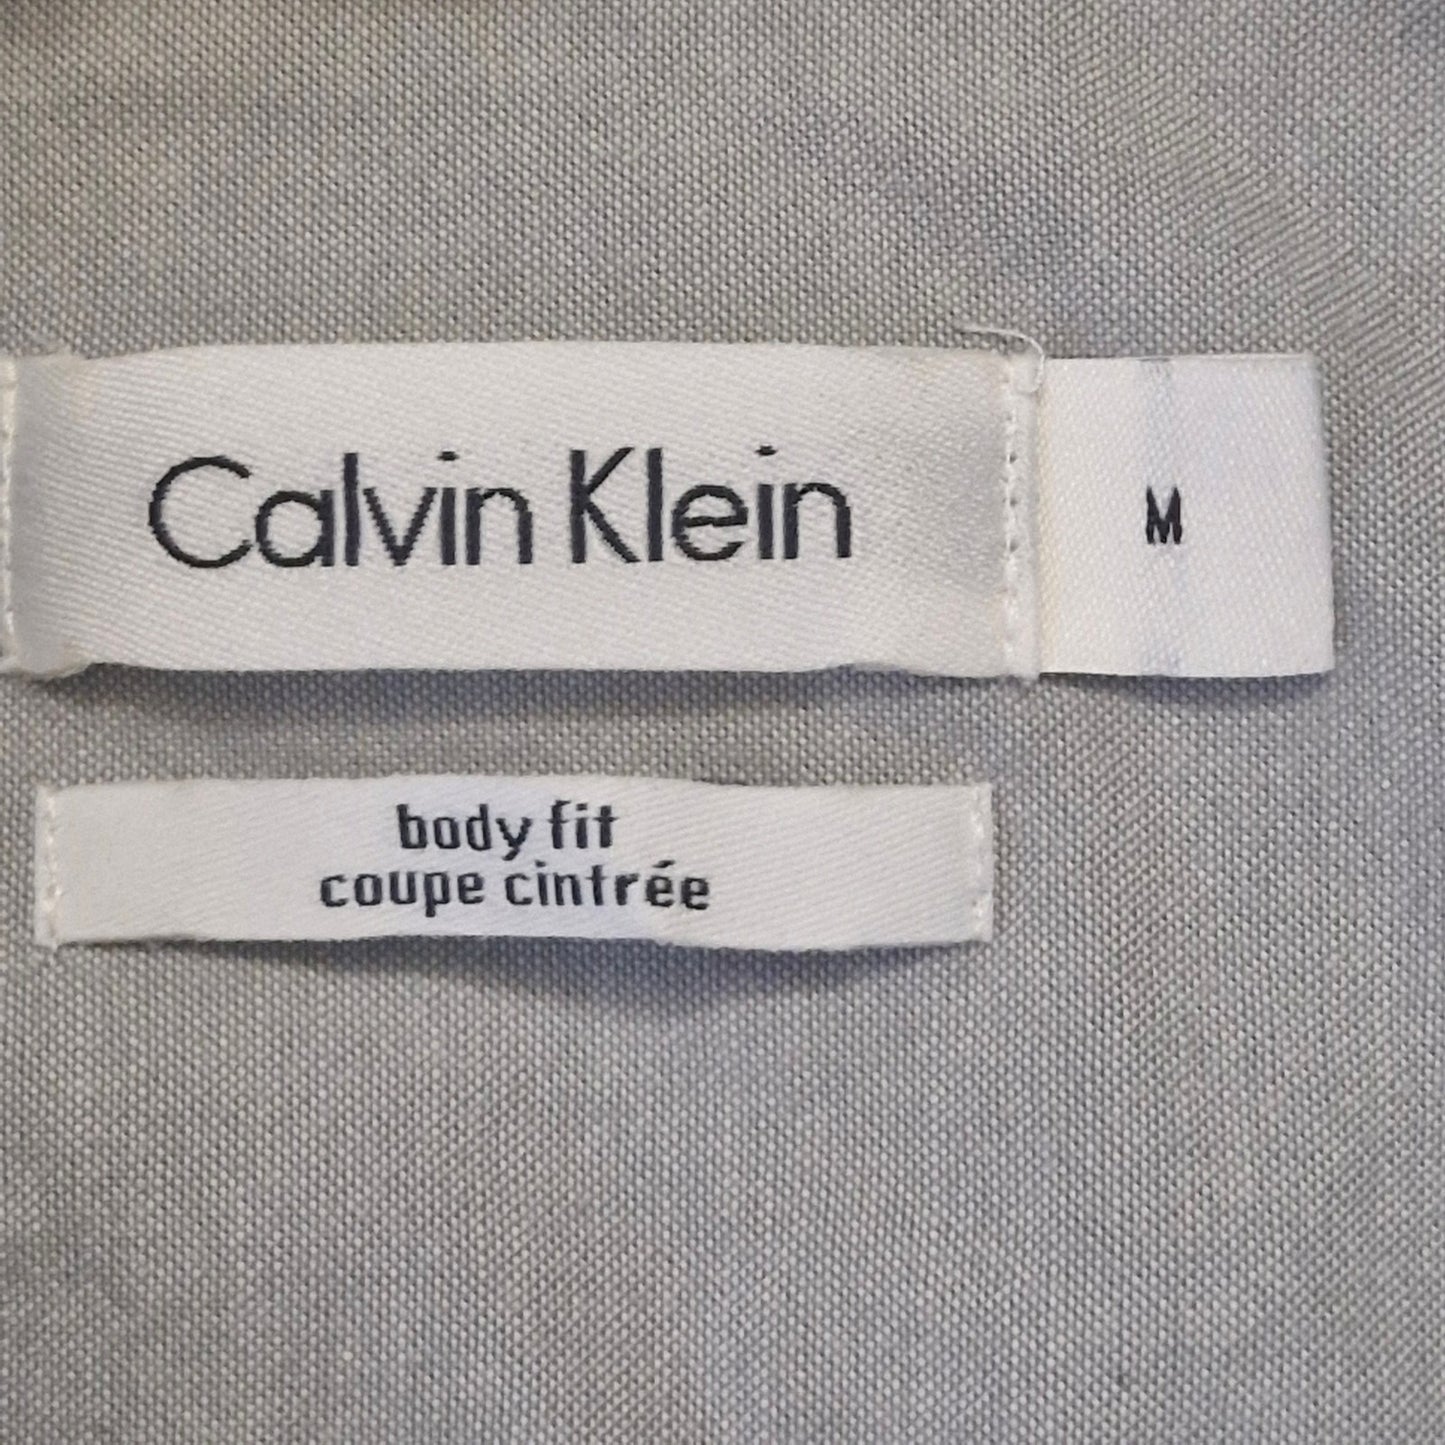 Calvin Klein
M
body fit
coupe cintrée